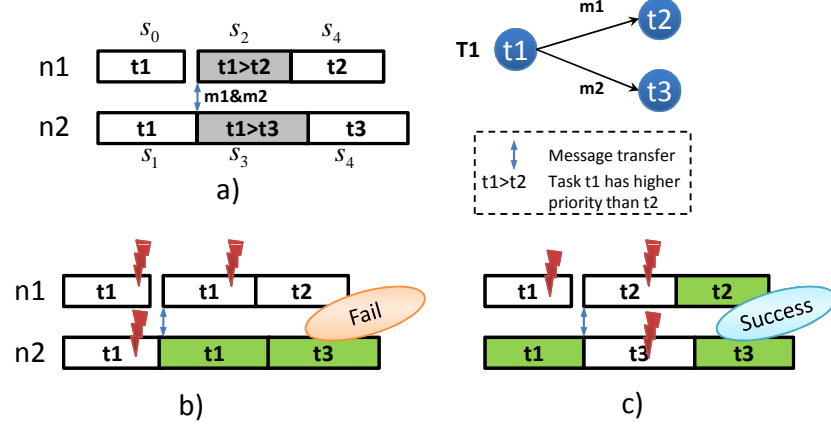 s0 s2 s4
n1 t1 t1>t2 t2
m1&m2
n2 t1 t1>t3 t3
s1 s3 s4
a)
T1 t1 m1 t2
m2 t3
Message transfer
t1>t2 Task t1 has higher
priority than t2
n1 t1 t1 t2
Fail
n2 t1 t1 t3
b)
t1 t2 t2
Success
t1 t3 t3
c)